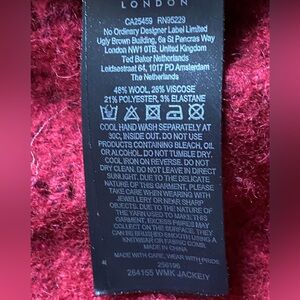 LONDON
CA25459 RN95229
No Ordinary Designer Label Limited
Ugly Brown Building, 6a St Pancras Way
London NW1 0TB, United Kingdom
Ted Baker Netherlands
Leidsestraat 64, 1017 PD Amsterdam
The Netherlands
48% WOOL, 28% VISCOSE
21% POLYESTER, 3% ELASTANE
COOL HAND WASH SEPARATELY AT
30C, INSIDE OUT. DO NOT USE
PRODUCTS CONTAINING BLEACH, OIL
OR ALCOHOL. DO NOT TUMBLE DRY.
COOL IRON ON REVERSE. DO NOT
DRY CLEAN. DO NOT LEAVE IN DIRECT
SUNLIGHT. DUE TO THE DELICATE
NATURE OF THIS GARMENT, PLEASE
TAKE CARE WHEN WEARING WITH
JEWELLERY OR NEAR SHARP
OBJECTS. DUE TO THE NATURE OF
THE YARN USED TO MAKE THIS
GARMENT, EXCESS FIBRES MAY
COLLECT ON THE SURFACE. THEY
CAN BE BRUSHED SMOOTH USING A
KNITWEAR OR FABRIC COMB.
MADE IN CHINA
MADE WITH CARE, WEAR WITH PRIDE
256196
264155 WMK JACKEIY